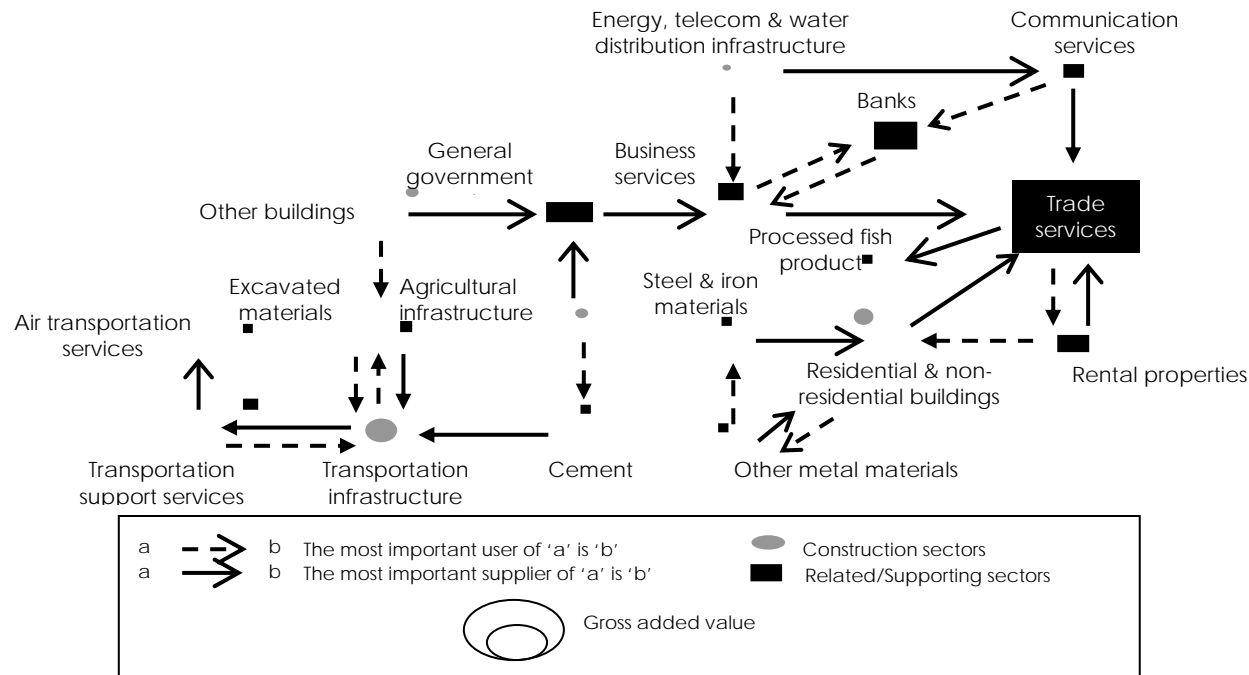 Energy, telecom & water
distribution infrastructure
Communication
services
Banks
General
government
Business
services
Other buildings
Trade
services
Processed fish
product
Steel & iron
materials
Excavated
materials
Agricultural
infrastructure
Air transportation
services
Residential & non-
residential buildings
Rental properties
Transportation
support services
Transportation
infrastructure
Cement
Other metal materials
a b The most important user of ‘a’ is ‘b’
a b The most important supplier of ‘a’ is ‘b’
Construction sectors
Related/Supporting sectors
Gross added value